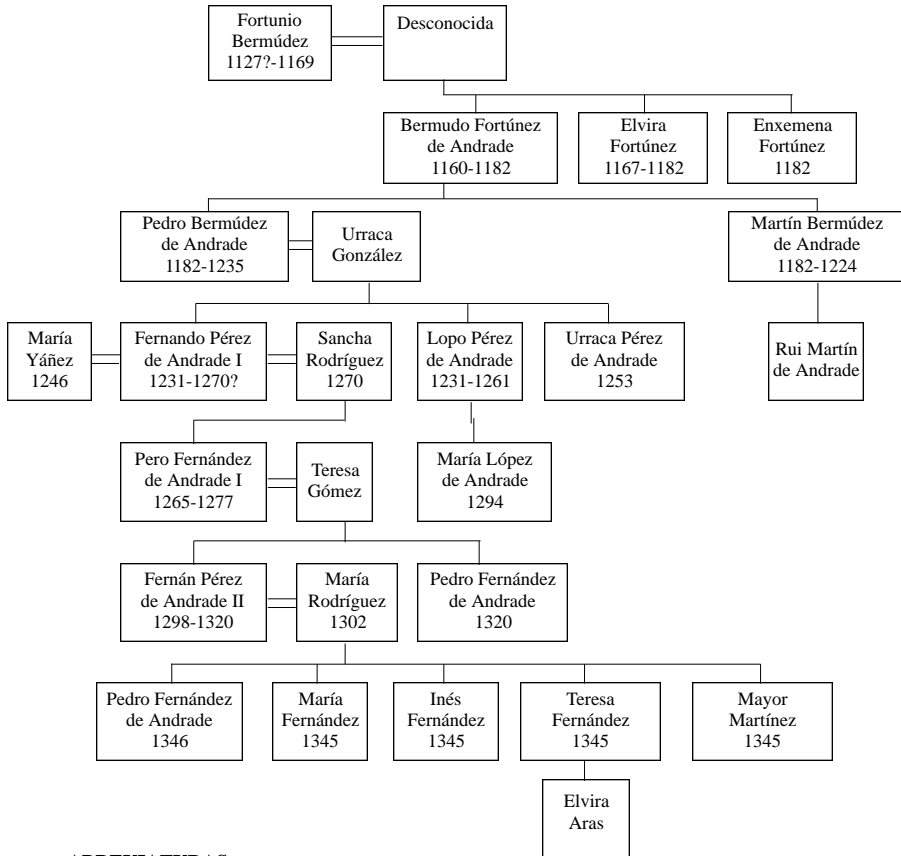 Fortunio
Bermúdez
1127?-1169
Desconocida
Bermudo Fortúnez
de Andrade
1160-1182
Elvira
Fortúnez
1167-1182
Enxemena
Fortúnez
1182
Pedro Bermúdez
de Andrade
1182-1235
Urraca
González
Martín Bermúdez
de Andrade
1182-1224
María
Yáñez
1246
Fernando Pérez
de Andrade I
1231-1270?
Sancha
Rodríguez
1270
Lopo Pérez
de Andrade
1231-1261
Urraca Pérez
de Andrade
1253
Rui Martín
de Andrade
Pero Fernández
de Andrade I
1265-1277
Teresa
Gómez
María López
de Andrade
1294
Fernán Pérez
de Andrade II
1298-1320
María
Rodríguez
1302
Pedro Fernández
de Andrade
1320
Pedro Fernández
de Andrade
1346
María
Fernández
1345
Inés
Fernández
1345
Teresa
Fernández
1345
Mayor
Martínez
1345
Elvira
Aras